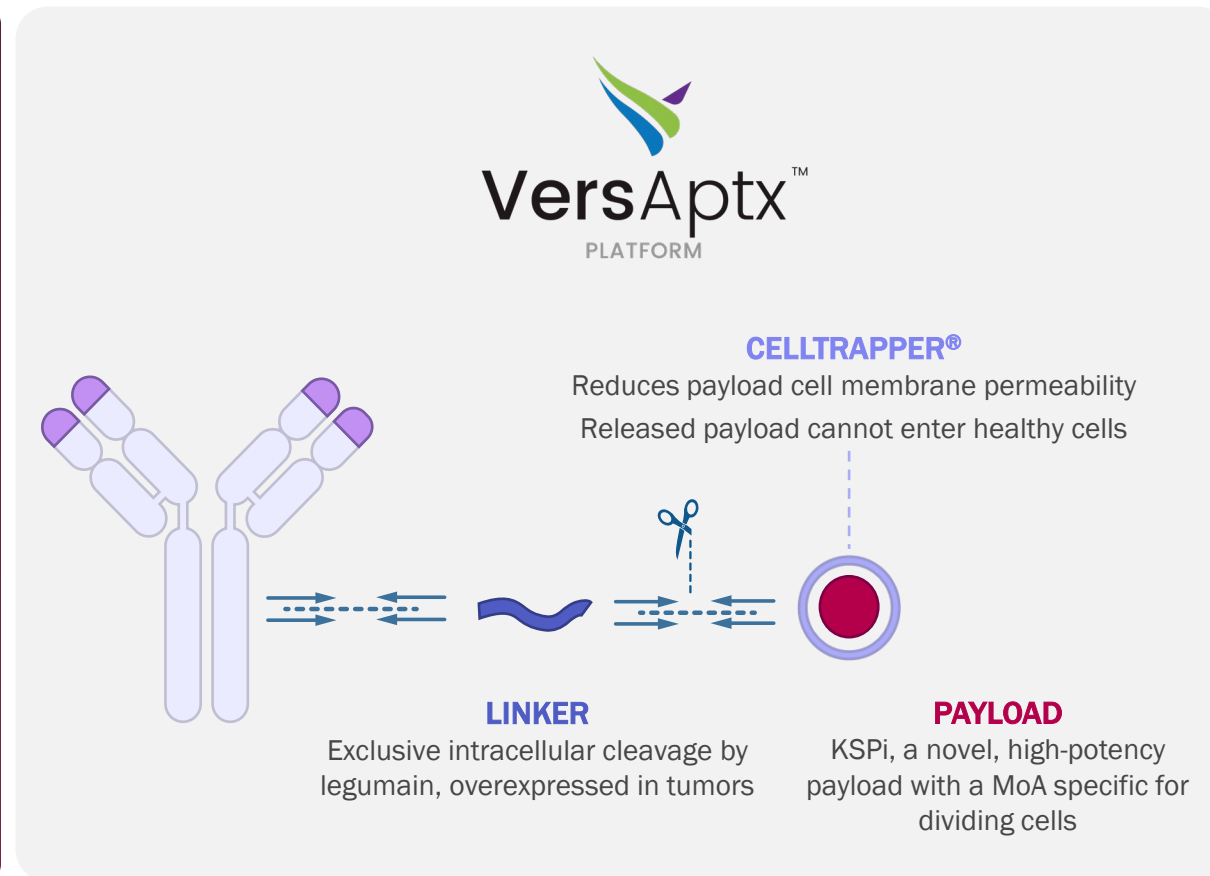 VersAptx™
PLATFORM
CELLTRAPPER®
Reduces payload cell membrane permeability
Released payload cannot enter healthy cells
LINKER
Exclusive intracellular cleavage by
legumain, overexpressed in tumors
PAYLOAD
KSPi, a novel, high-potency
payload with a MoA specific for
dividing cells